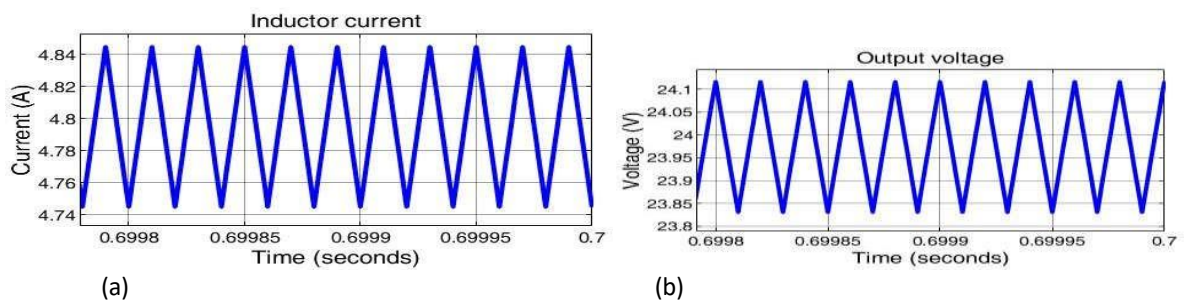 Inductor current
4.84
4.82
4.8
4.78
4.76
4.74
Current (A)
0.6998
0.69985
0.6999
0.69995
0.7
Time (seconds)
(a)
Output voltage
24.1
24.05
24
23.95
23.9
23.85
23.8
Voltage (V)
0.6998
0.69985
0.6999
0.69995
0.7
Time (seconds)
(b)